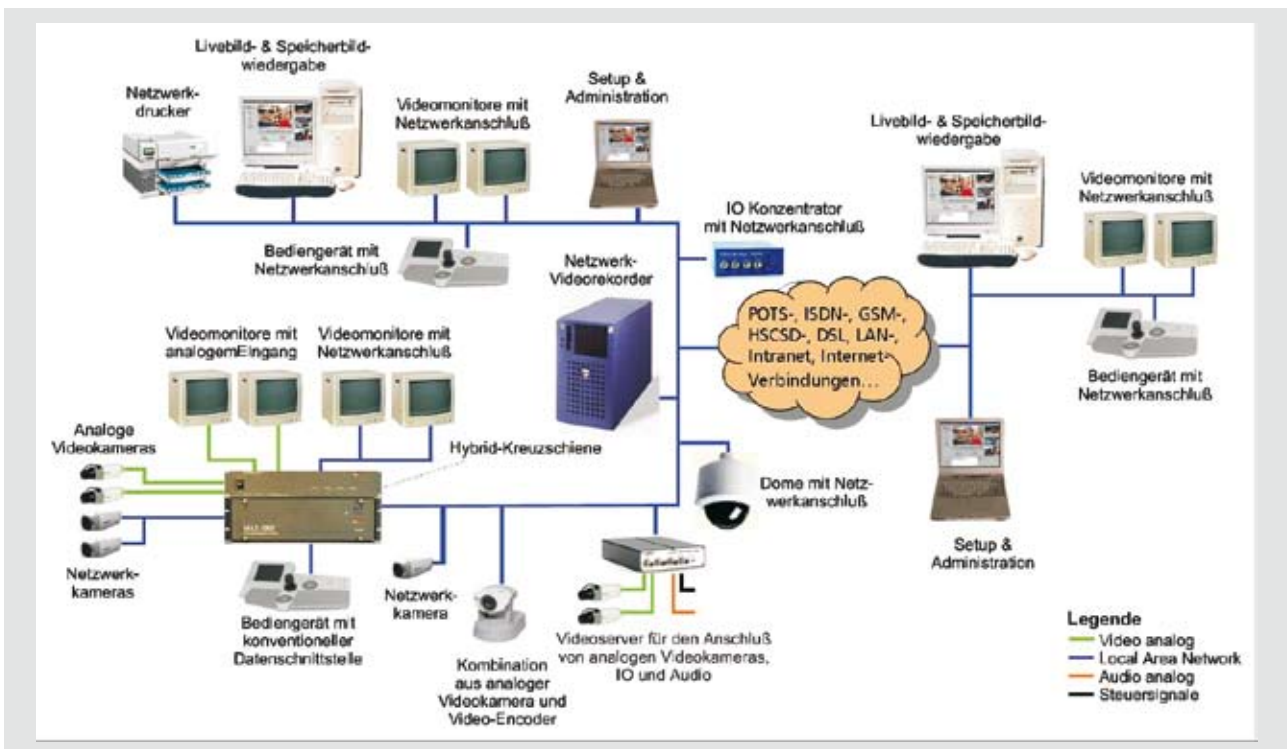 Livebild- & Speicherbild-
wiedergabe
Netzwerk-
drucker
Videomonitore mit
Netzwerkanschluß
Setup &
Administration
Livebild- & Speicherbild-
wiedergabe
Videomonitore mit
Netzwerkanschluß
IO Konzentrator
mit Netzwerkanschluß
Bediengerät mit
Netzwerkanschluß
Netzwerk-
Videorekorder
POTS-, ISDN-, GSM-,
HSCSD-, DSL, LAN-,
Intranet, Internet-
Verbindungen...
Videomonitore mit
analogemEingang
Videomonitore mit
Netzwerkanschluß
Bediengerät mit
Netzwerkanschluß
Analoge
Videokameras
Hybrid-Kreuzschiene
Dome mit Netz-
werkanschluß
Setup &
Administration
Netzwerk-
kameras
Bediengerät mit
konventioneller
Datenschnittstelle
Netzwerk-
kamera
Kombination
aus analoger
Videokamera und
Video-Encoder
Videoserver für den Anschluß
von analogen Videokameras,
IO und Audio
Legende
Video analog
Local Area Network
Audio analog
Steuersignale